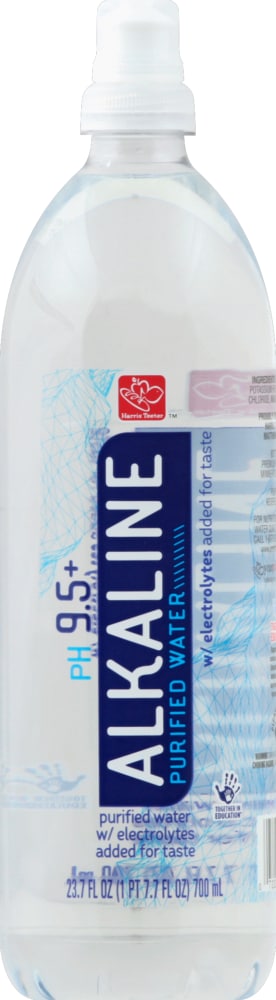 Harris Teeter™
PH 9.5+
ALKALINE
PURIFIED WATER
w/ electrolytes added for taste
purified water
w/ electrolytes
added for taste
TOGETHER IN
EDUCATION®
23.7 FL OZ (1 PT 7.7 FL OZ) 700 mL